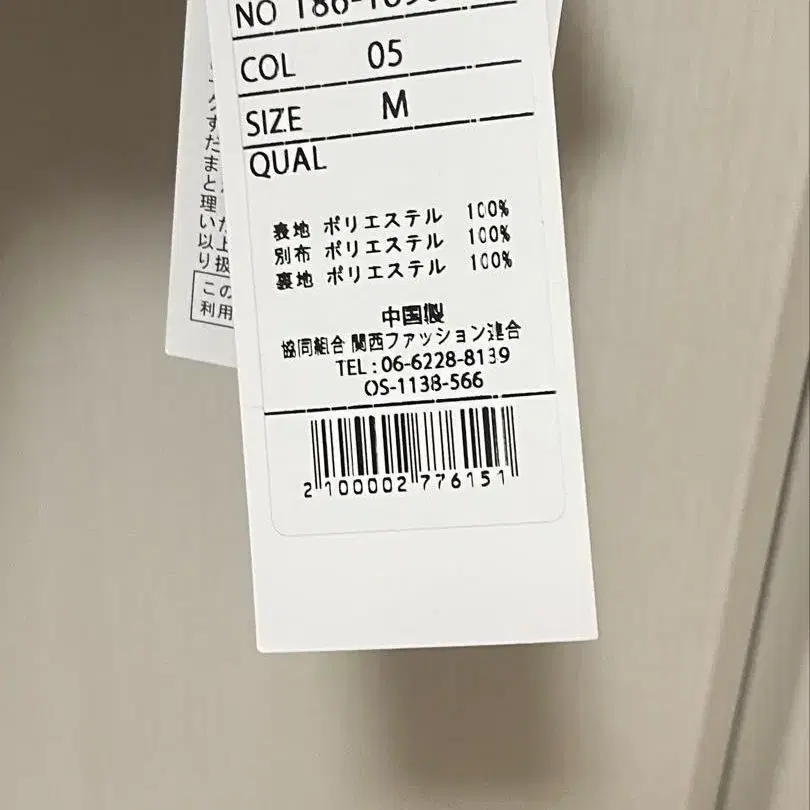 COL 05
SIZE M
QUAL
表地 ポリエステル 100%
別布 ポリエステル 100%
裏地 ポリエステル 100%
中国製
協同組合 関西ファッション連合
TEL : 06-6228-8139
OS-1138-566
2100002776151